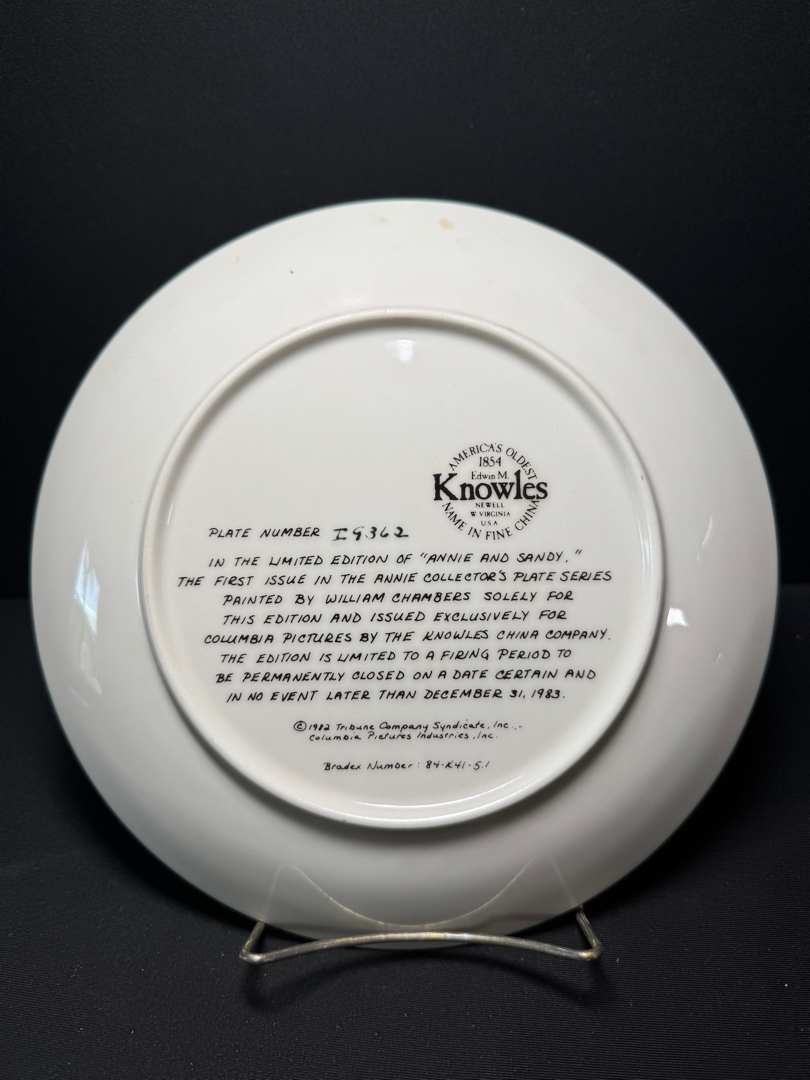 AMERICA'S OLDEST
1854
Edwin M.
Knowles
NEWELL
W VIRGINIA
U.S.A
NAME IN FINE CHINA
PLATE NUMBER I9362
IN THE LIMITED EDITION OF "ANNIE AND SANDY,"
THE FIRST ISSUE IN THE ANNIE COLLECTOR'S PLATE SERIES
PAINTED BY WILLIAM CHAMBERS SOLELY FOR
THIS EDITION AND ISSUED EXCLUSIVELY FOR
COLUMBIA PICTURES BY THE KNOWLES CHINA COMPANY.
THE EDITION IS LIMITED TO A FIRING PERIOD TO
BE PERMANENTLY CLOSED ON A DATE CERTAIN AND
IN NO EVENT LATER THAN DECEMBER 31, 1983.
©1982 Tribune Company Syndicate, Inc.,-
Columbia Pictures Industries, Inc.
Bradex Number: 84-K41-5.1